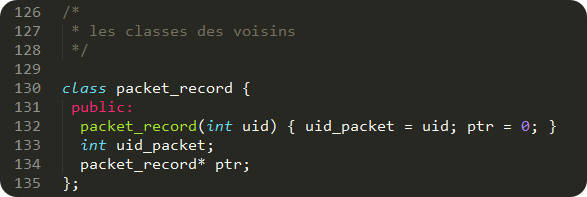 126 /*
127  * les classes des voisins
128  */
129
130 class packet_record {
131  public:
132   packet_record(int uid) { uid_packet = uid; ptr = 0; }
133   int uid_packet;
134   packet_record* ptr;
135 };